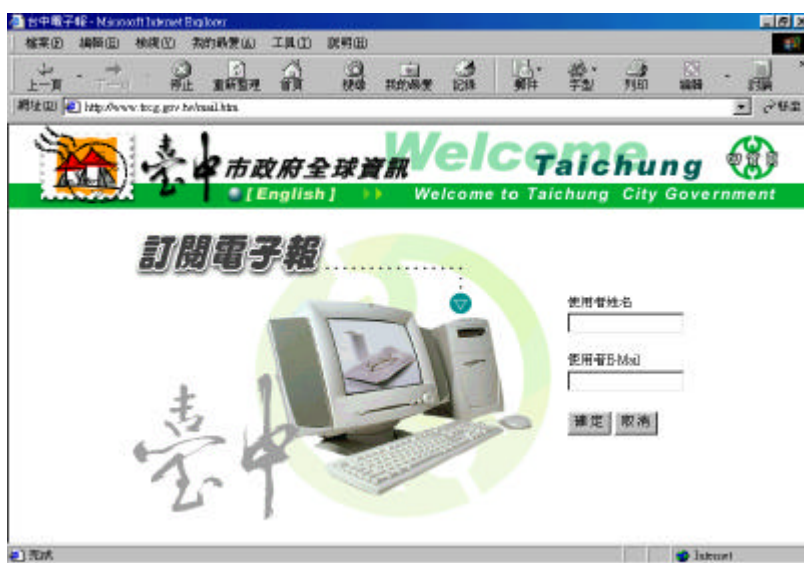 台中電子報 - Microsoft Internet Explorer
檔案(F) 編輯(E) 檢視(V) 我的最愛(A) 工具(T) 說明(H)
上一頁 下一頁 停止 重新整理 首頁 搜尋 我的最愛 記錄 郵件 字型 列印 編輯 討論
網址(D) http://www.tccg.gov.tw/mail.htm
臺中市政府全球資訊 Welcome Taichung
[English] Welcome to Taichung City Government
訂閱電子報
使用者姓名
使用者E-Mail
確定 取消
臺中
完成 Internet